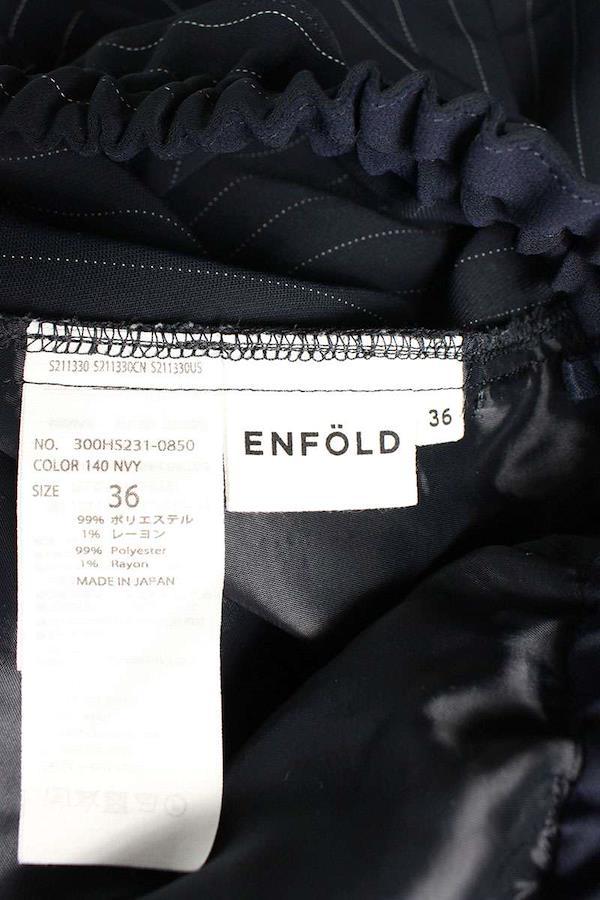 S211330 S211330CN S211330US
NO. 300HS231-0850
COLOR 140 NVY
SIZE 36
99% ポリエステル
1% レーヨン
99% Polyester
1% Rayon
MADE IN JAPAN
ENFÖLD
36